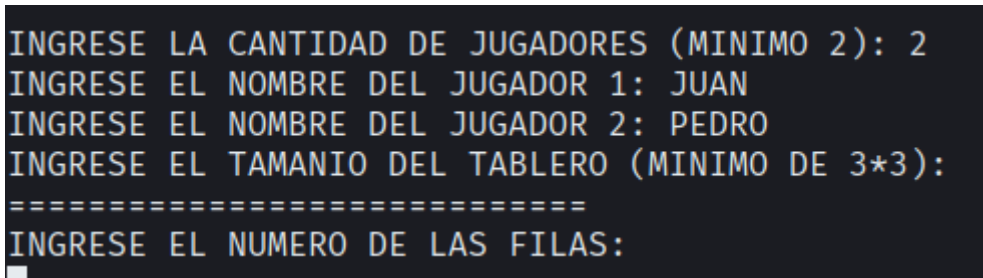 INGRESE LA CANTIDAD DE JUGADORES (MINIMO 2): 2
INGRESE EL NOMBRE DEL JUGADOR 1: JUAN
INGRESE EL NOMBRE DEL JUGADOR 2: PEDRO
INGRESE EL TAMANIO DEL TABLERO (MINIMO DE 3*3):
=============================
INGRESE EL NUMERO DE LAS FILAS: